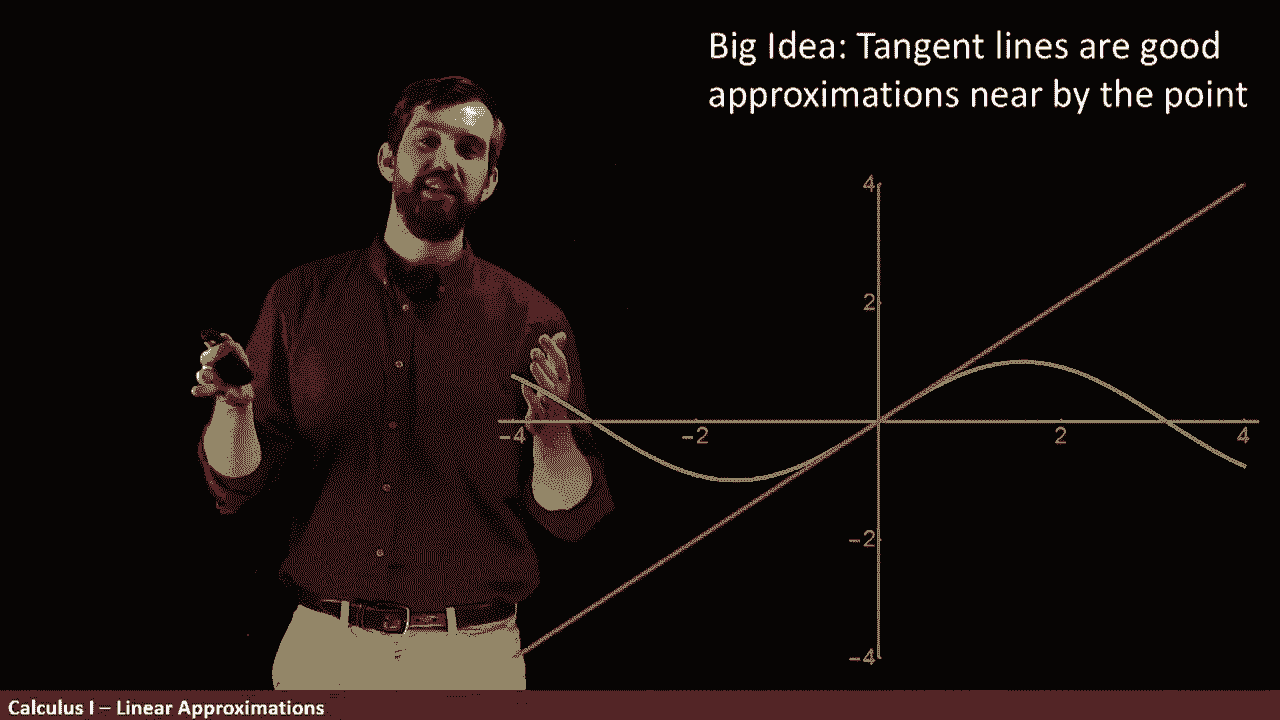 Big Idea: Tangent lines are good
approximations near by the point
4
2
−4
−2
2
4
−2
−4
Calculus I – Linear Approximations